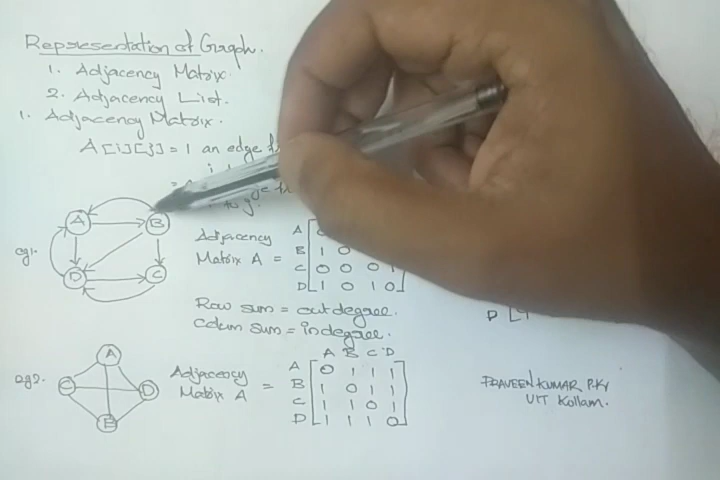 Representation of Graph.
1. Adjacency Matrix.
2. Adjacency List.
1. Adjacency Matrix.
A[i][j] = 1 an edge
=
to j.
eg1.
A B
D C
Adjacency
Matrix A =
A
B 1 0
C 0 0 0 1
D 1 0 1 0
Row sum = outdegree.
Colum sum = indegree.
D
eg2.
A
C D
B
Adjacency
Matrix A =
A B C D
A 0 1 1 1
B 1 0 1 1
C 1 1 0 1
D 1 1 1 0
PRAVEEN KUMAR P.K,
UIT Kollam.